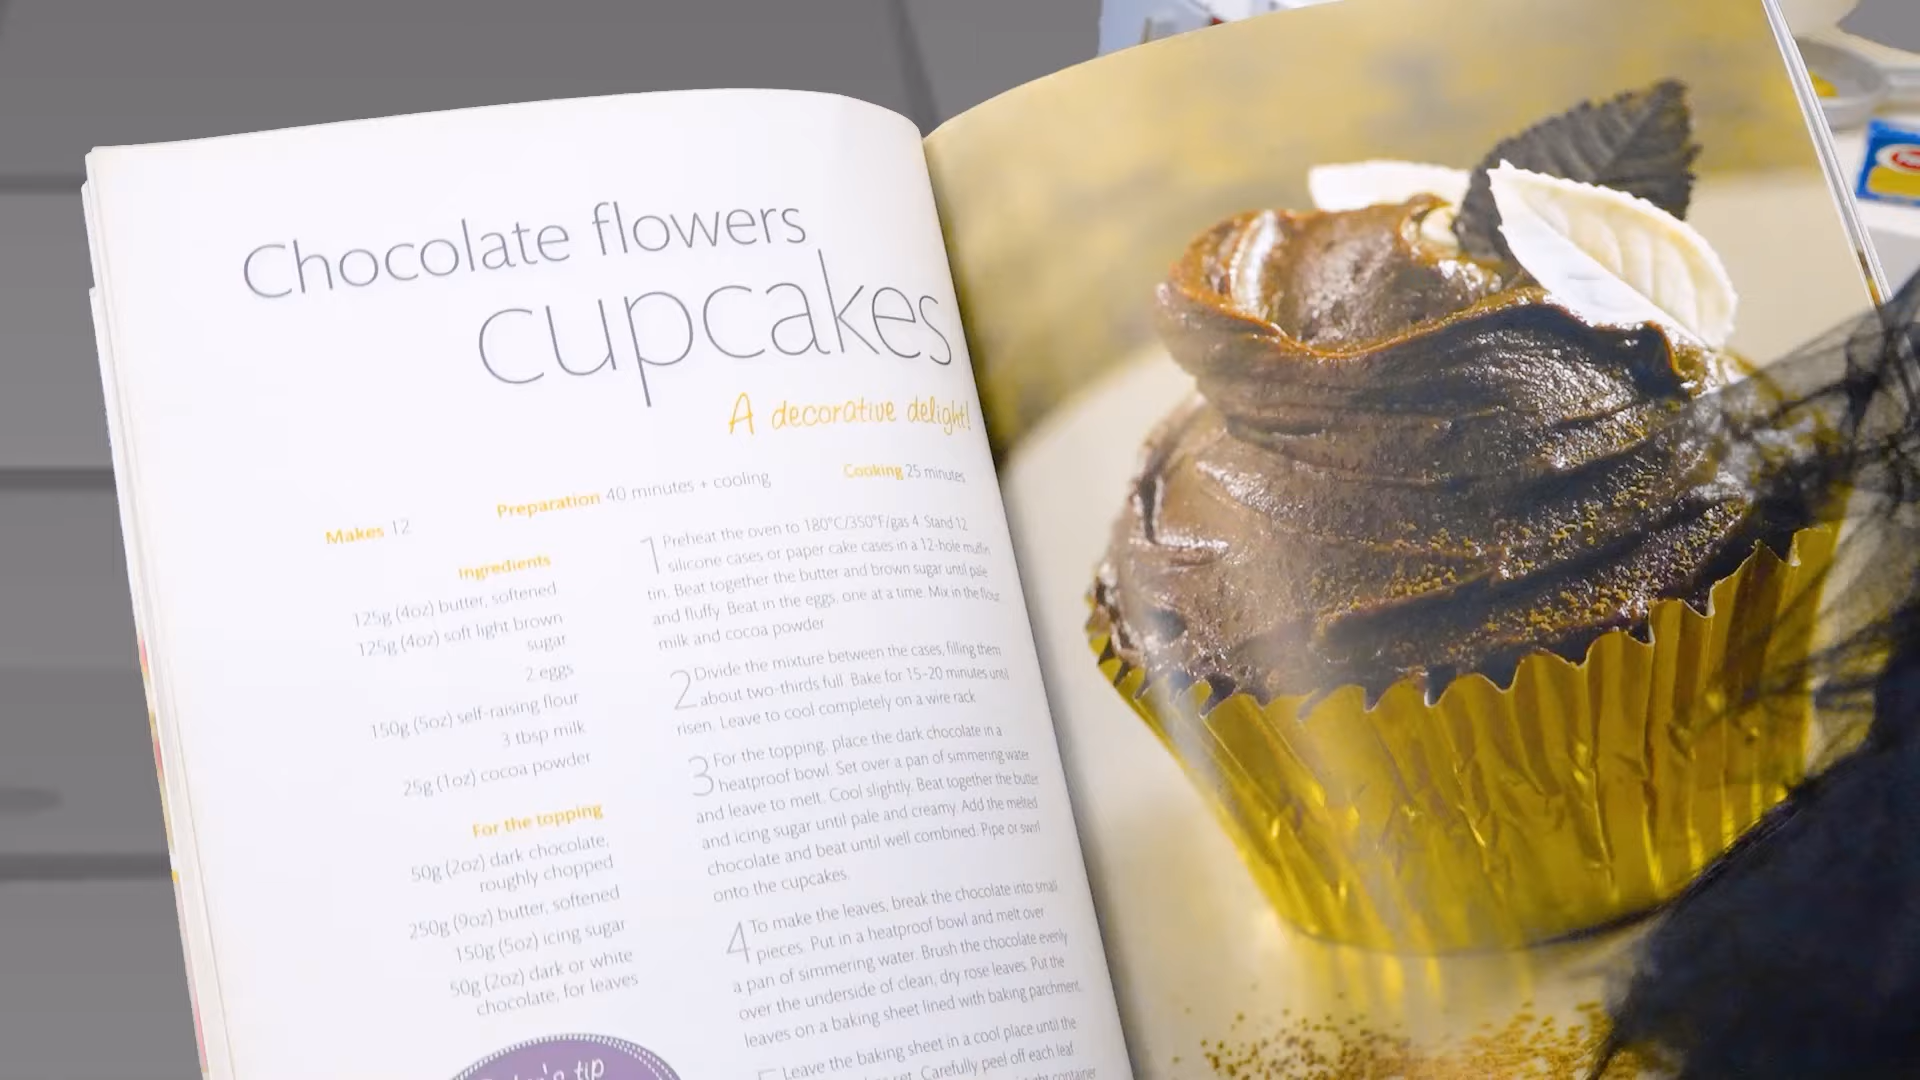 Chocolate flowers
cupcakes
A decorative delight!
Makes 12
Preparation 40 minutes + cooling
Cooking 25 minutes
Ingredients
125g (4oz) butter, softened
125g (4oz) soft light brown
sugar
2 eggs
150g (5oz) self-raising flour
3 tbsp milk
25g (1oz) cocoa powder
For the topping
50g (2oz) dark chocolate,
roughly chopped
250g (9oz) butter, softened
150g (5oz) icing sugar
50g (2oz) dark or white
chocolate, for leaves
tip
1 Preheat the oven to 180°C/350°F/gas 4. Stand 12
silicone cases or paper cake cases in a 12-hole muffin
tin. Beat together the butter and brown sugar until pale
and fluffy. Beat in the eggs, one at a time. Mix in the flour
milk and cocoa powder
2 Divide the mixture between the cases, filling them
about two-thirds full. Bake for 15-20 minutes until
risen. Leave to cool completely on a wire rack
3 For the topping, place the dark chocolate in a
heatproof bowl. Set over a pan of simmering water
and leave to melt. Cool slightly. Beat together the butter
and icing sugar until pale and creamy. Add the melted
chocolate and beat until well combined. Pipe or swirl
onto the cupcakes.
4 To make the leaves, break the chocolate into small
pieces. Put in a heatproof bowl and melt over
a pan of simmering water. Brush the chocolate evenly
over the underside of clean, dry rose leaves. Put the
leaves on a baking sheet lined with baking parchment.
Leave the baking sheet in a cool place until the
set. Carefully peel off each leaf
container